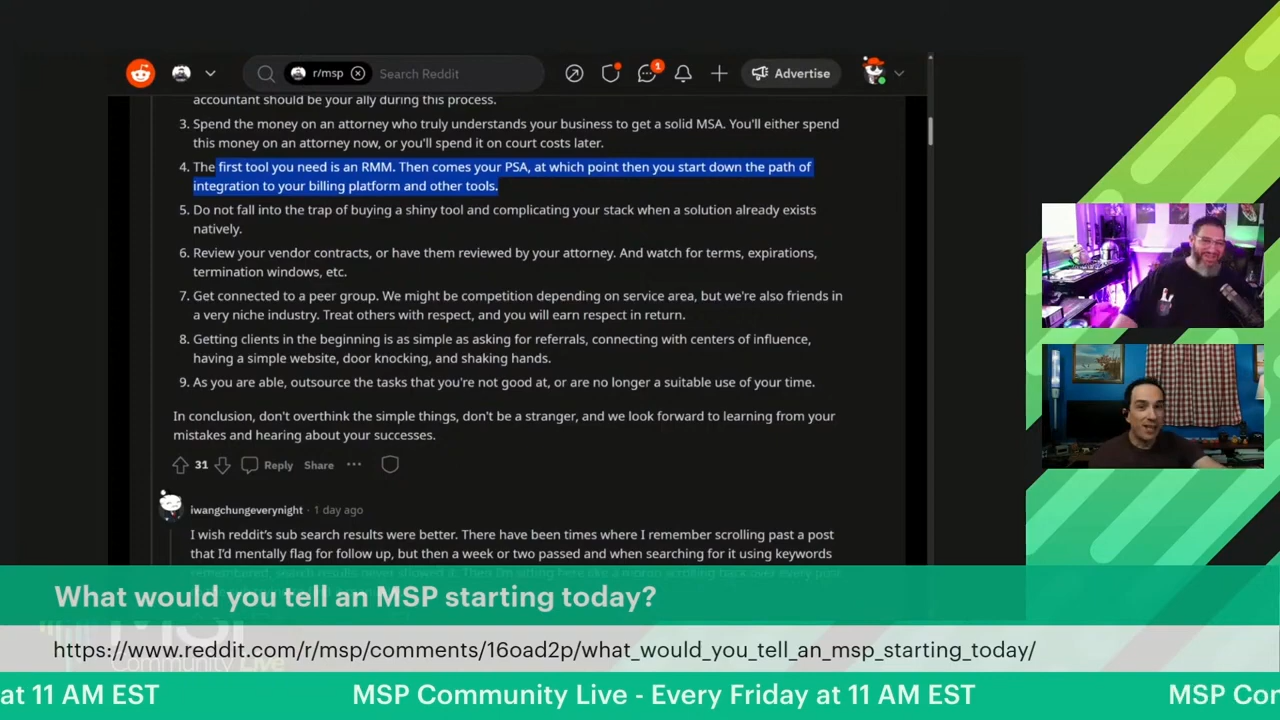 r/msp
Search Reddit
1
Advertise
accountant should be your ally during this process.
3. Spend the money on an attorney who truly understands your business to get a solid MSA. You'll either spend
this money on an attorney now, or you'll spend it on court costs later.
4. The first tool you need is an RMM. Then comes your PSA, at which point then you start down the path of
integration to your billing platform and other tools.
5. Do not fall into the trap of buying a shiny tool and complicating your stack when a solution already exists
natively.
6. Review your vendor contracts, or have them reviewed by your attorney. And watch for terms, expirations,
termination windows, etc.
7. Get connected to a peer group. We might be competition depending on service area, but we're also friends in
a very niche industry. Treat others with respect, and you will earn respect in return.
8. Getting clients in the beginning is as simple as asking for referrals, connecting with centers of influence,
having a simple website, door knocking, and shaking hands.
9. As you are able, outsource the tasks that you're not good at, or are no longer a suitable use of your time.
In conclusion, don't overthink the simple things, don't be a stranger, and we look forward to learning from your
mistakes and hearing about your successes.
31 Reply Share
iwangchungeverynight · 1 day ago
I wish reddit's sub search results were better. There have been times where I remember scrolling past a post
that I'd mentally flag for follow up, but then a week or two passed and when searching for it using keywords
What would you tell an MSP starting today?
MSP
Community Live
https://www.reddit.com/r/msp/comments/16oad2p/what_would_you_tell_an_msp_starting_today/
at 11 AM EST
MSP Community Live - Every Friday at 11 AM EST
MSP Com